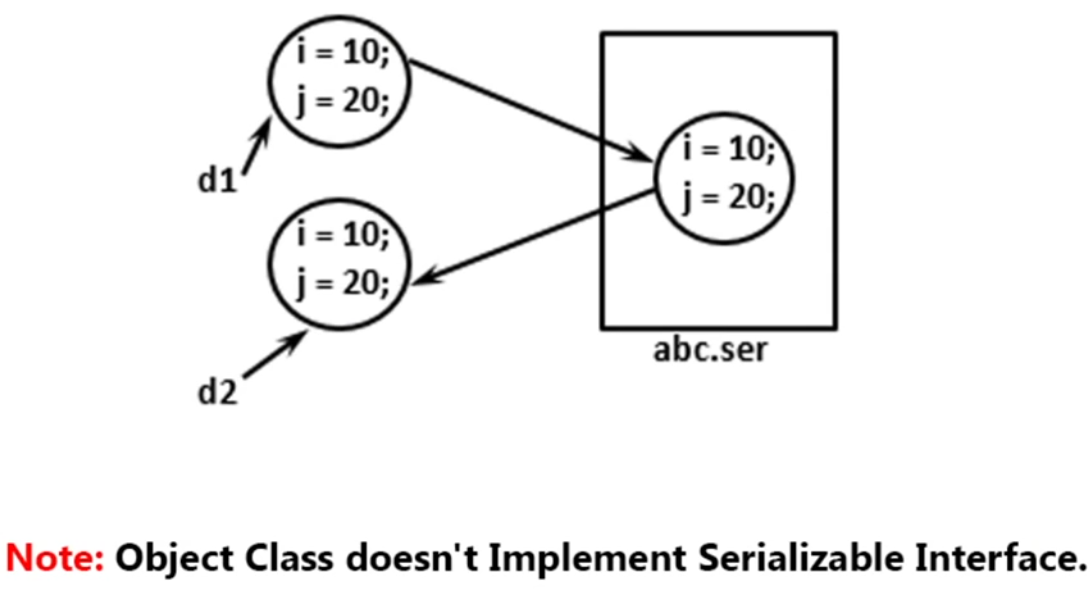 i = 10;
j = 20;
d1
i = 10;
j = 20;
d2
i = 10;
j = 20;
abc.ser
Note: Object Class doesn't Implement Serializable Interface.